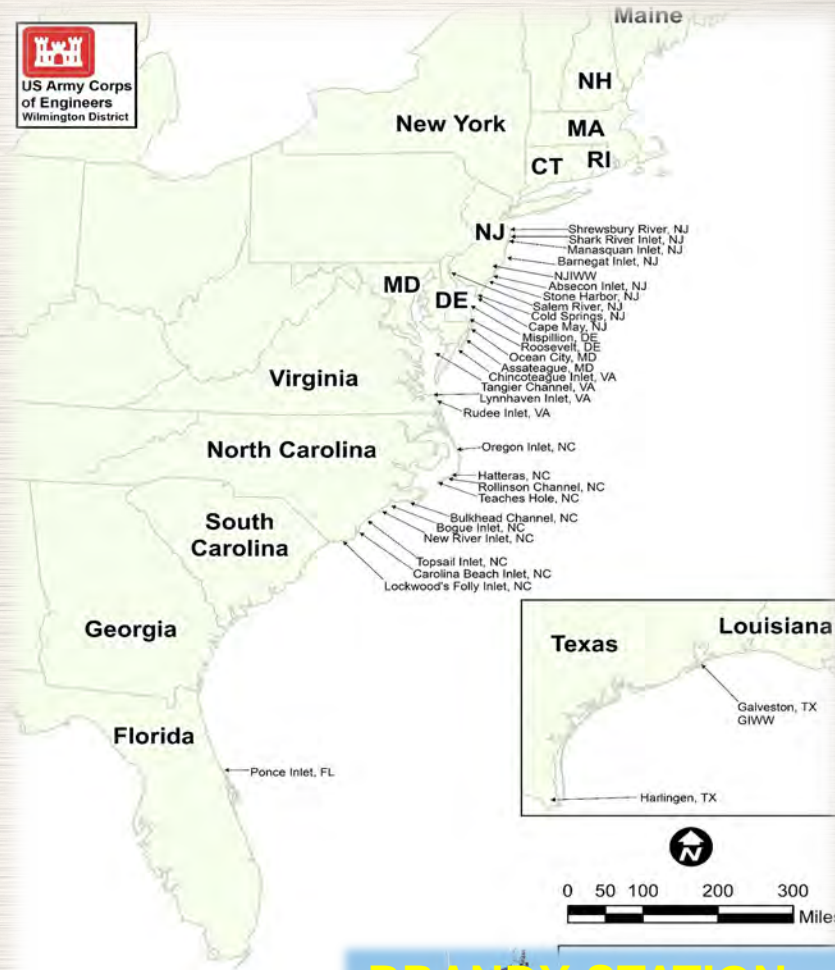 Maine
US Army Corps
of Engineers
Wilmington District
NH
New York
MA
CT
RI
NJ
Shrewsbury River, NJ
Shark River Inlet, NJ
Manasquan Inlet, NJ
Barnegat Inlet, NJ
NJIWW
MD
Absecon Inlet, NJ
DE
Stone Harbor, NJ
Salem River, NJ
Cold Springs, NJ
Cape May, NJ
Mispillion, DE
Roosevelt, DE
Ocean City, MD
Assateague, MD
Virginia
Chincoteague Inlet, VA
Tangier Channel, VA
Lynnhaven Inlet, VA
Rudee Inlet, VA
North Carolina
Oregon Inlet, NC
Hatteras, NC
Rollinson Channel, NC
Teaches Hole, NC
South
Carolina
Bulkhead Channel, NC
Bogue Inlet, NC
New River Inlet, NC
Topsail Inlet, NC
Carolina Beach Inlet, NC
Lockwood's Folly Inlet, NC
Georgia
Texas
Louisiana
Galveston, TX
GIWW
Florida
Ponce Inlet, FL
Harlingen, TX
N
0 50 100 200 300
Miles
BRANDY STATION